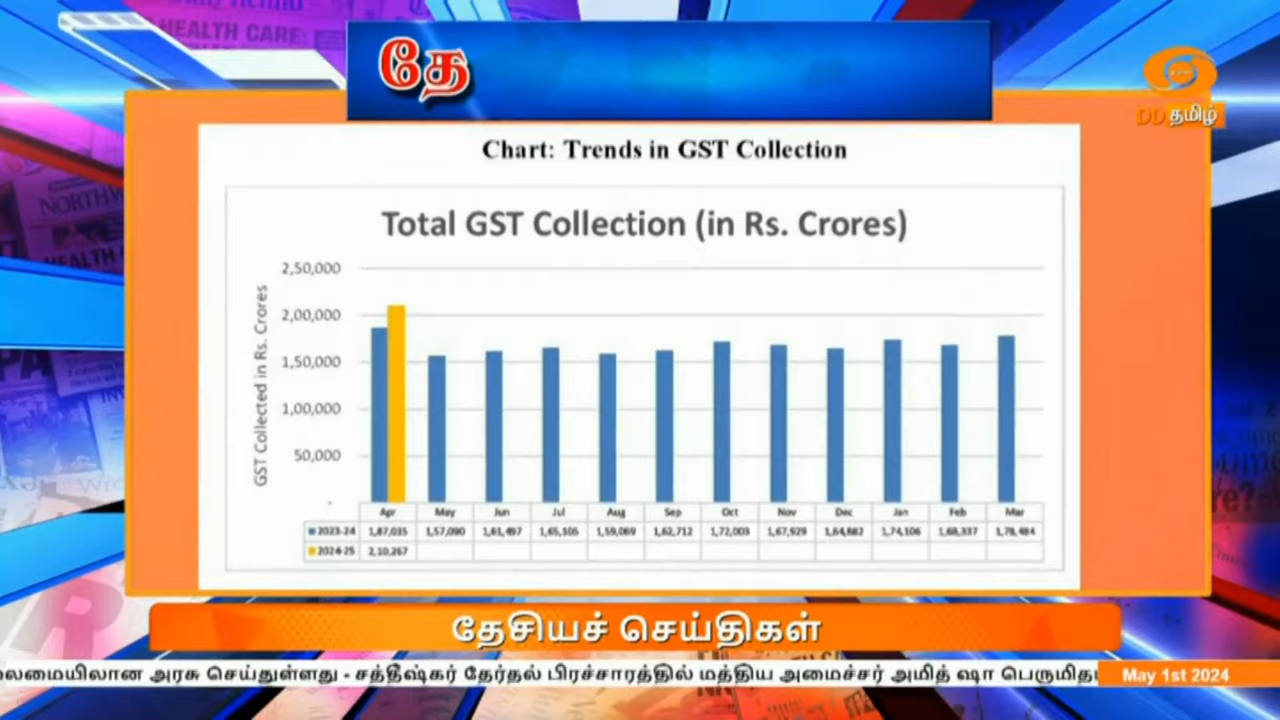 HEALTH CARE:
தே
DD தமிழ்
Chart: Trends in GST Collection
Total GST Collection (in Rs. Crores)
GST Collected in Rs. Crores
2,50,000
2,00,000
1,50,000
1,00,000
50,000
-
Apr May Jun Jul Aug Sep Oct Nov Dec Jan Feb Mar
2023-24 1,87,035 1,57,090 1,61,497 1,65,105 1,59,069 1,62,712 1,72,003 1,67,929 1,64,882 1,74,106 1,68,337 1,78,484
2024-25 2,10,267
தேசியச் செய்திகள்
லைமையிலான அரசு செய்துள்ளது - சத்தீஷ்கர் தேர்தல் பிரச்சாரத்தில் மத்திய அமைச்சர் அமித் ஷா பெருமித
May 1st 2024